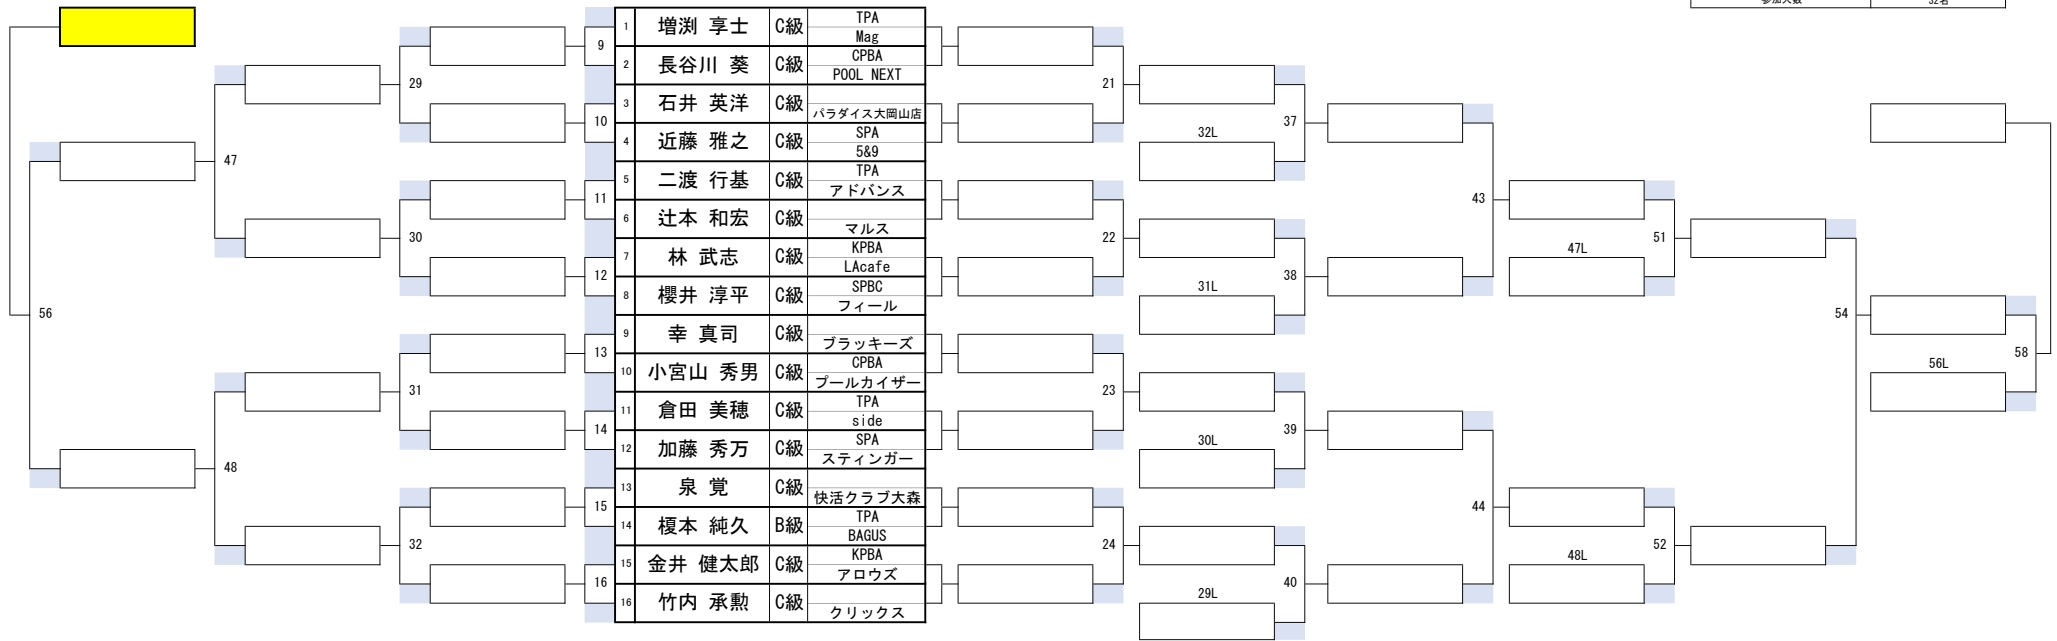 参加人数 32名
1 増渕 享士 C級 TPA
Mag
2 長谷川 葵 C級 CPBA
POOL NEXT
3 石井 英洋 C級
パラダイス大岡山店
4 近藤 雅之 C級 SPA
5&9
5 二渡 行基 C級 TPA
アドバンス
6 辻本 和宏 C級
マルス
7 林 武志 C級 KPBA
LAcafe
8 櫻井 淳平 C級 SPBC
フィール
9 幸 真司 C級
ブラッキーズ
10 小宮山 秀男 C級 CPBA
プールカイザー
11 倉田 美穂 C級 TPA
side
12 加藤 秀万 C級 SPA
スティンガー
13 泉 覚 C級
快活クラブ大森
14 榎本 純久 B級 TPA
BAGUS
15 金井 健太郎 C級 KPBA
アロウズ
16 竹内 承勲 C級
クリックス
9
10
11
12
13
14
15
16
29
30
31
32
47
48
56
21
22
23
24
32L
31L
30L
29L
37
38
39
40
43
44
47L
48L
51
52
54
56L
58